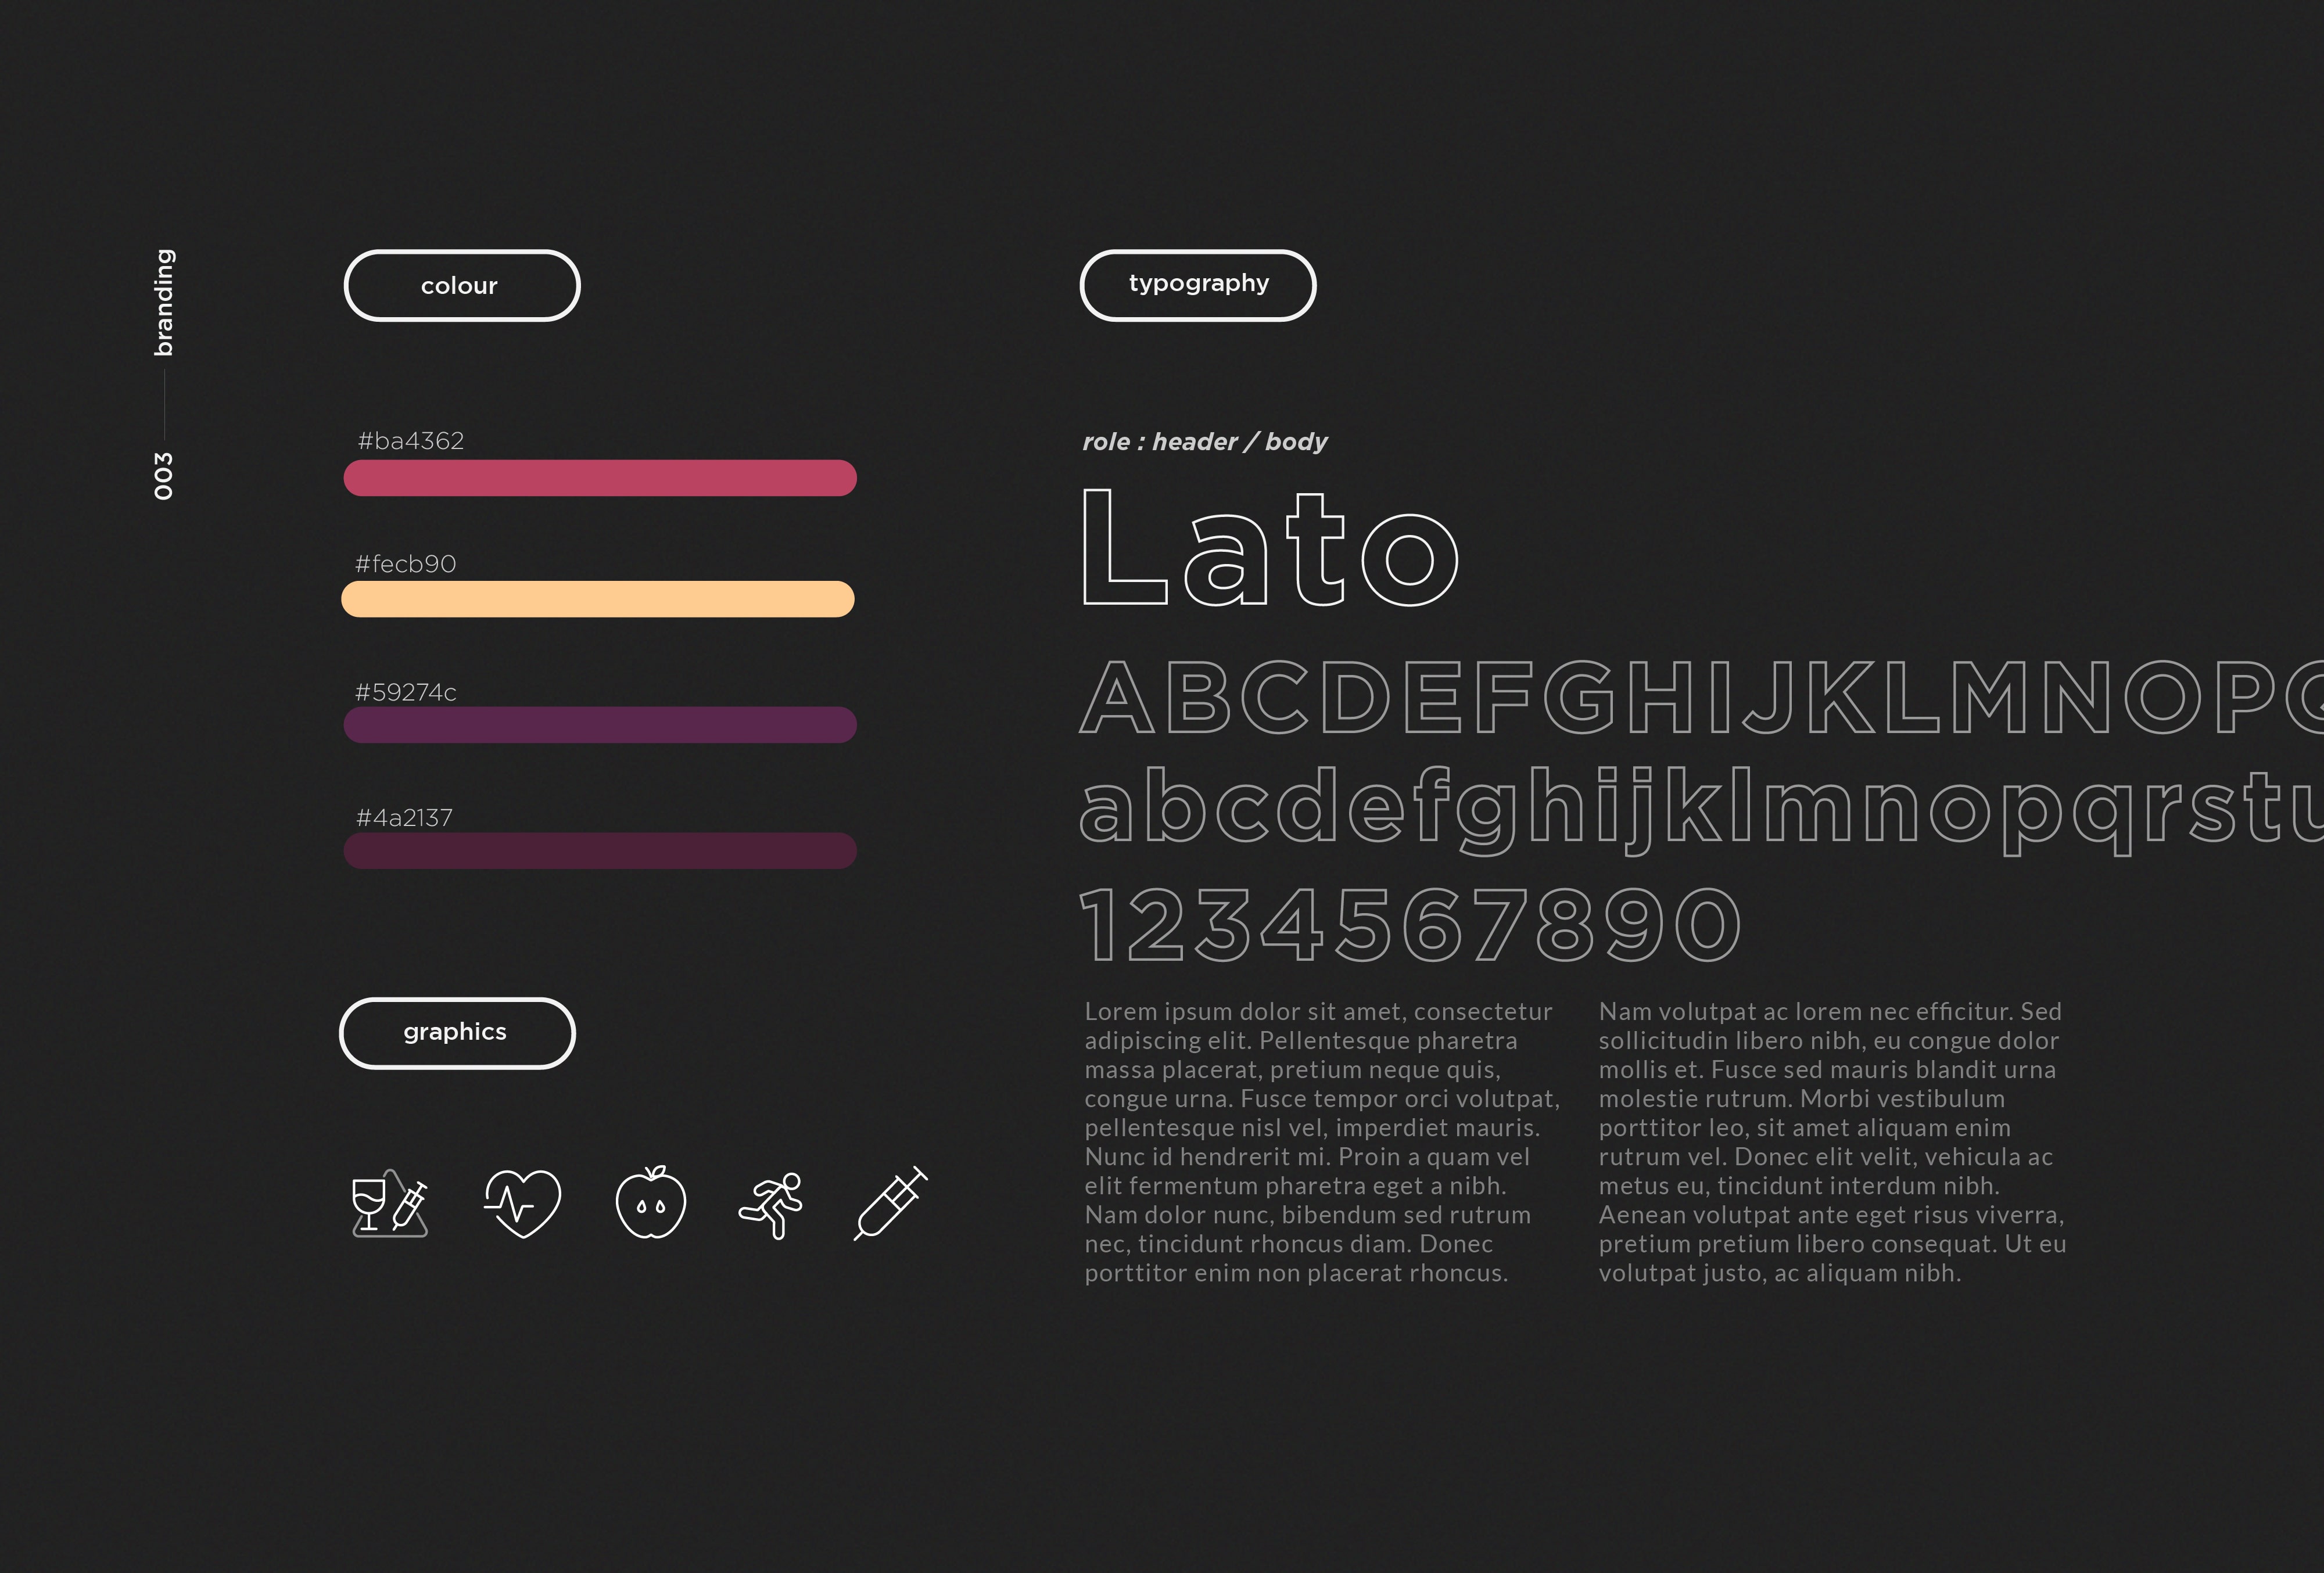 branding
003
colour
#ba4362
#fecb90
#59274c
#4a2137
graphics
typography
role : header / body
Lato
ABCDEFGHIJKLMNOP
abcdefghijklmnopqrstu
1234567890
Lorem ipsum dolor sit amet, consectetur
adipiscing elit. Pellentesque pharetra
massa placerat, pretium neque quis,
congue urna. Fusce tempor orci volutpat,
pellentesque nisl vel, imperdiet mauris.
Nunc id hendrerit mi. Proin a quam vel
elit fermentum pharetra eget a nibh.
Nam dolor nunc, bibendum sed rutrum
nec, tincidunt rhoncus diam. Donec
porttitor enim non placerat rhoncus.
Nam volutpat ac lorem nec efficitur. Sed
sollicitudin libero nibh, eu congue dolor
mollis et. Fusce sed mauris blandit urna
molestie rutrum. Morbi vestibulum
porttitor leo, sit amet aliquam enim
rutrum vel. Donec elit velit, vehicula ac
metus eu, tincidunt interdum nibh.
Aenean volutpat ante eget risus viverra,
pretium pretium libero consequat. Ut eu
volutpat justo, ac aliquam nibh.